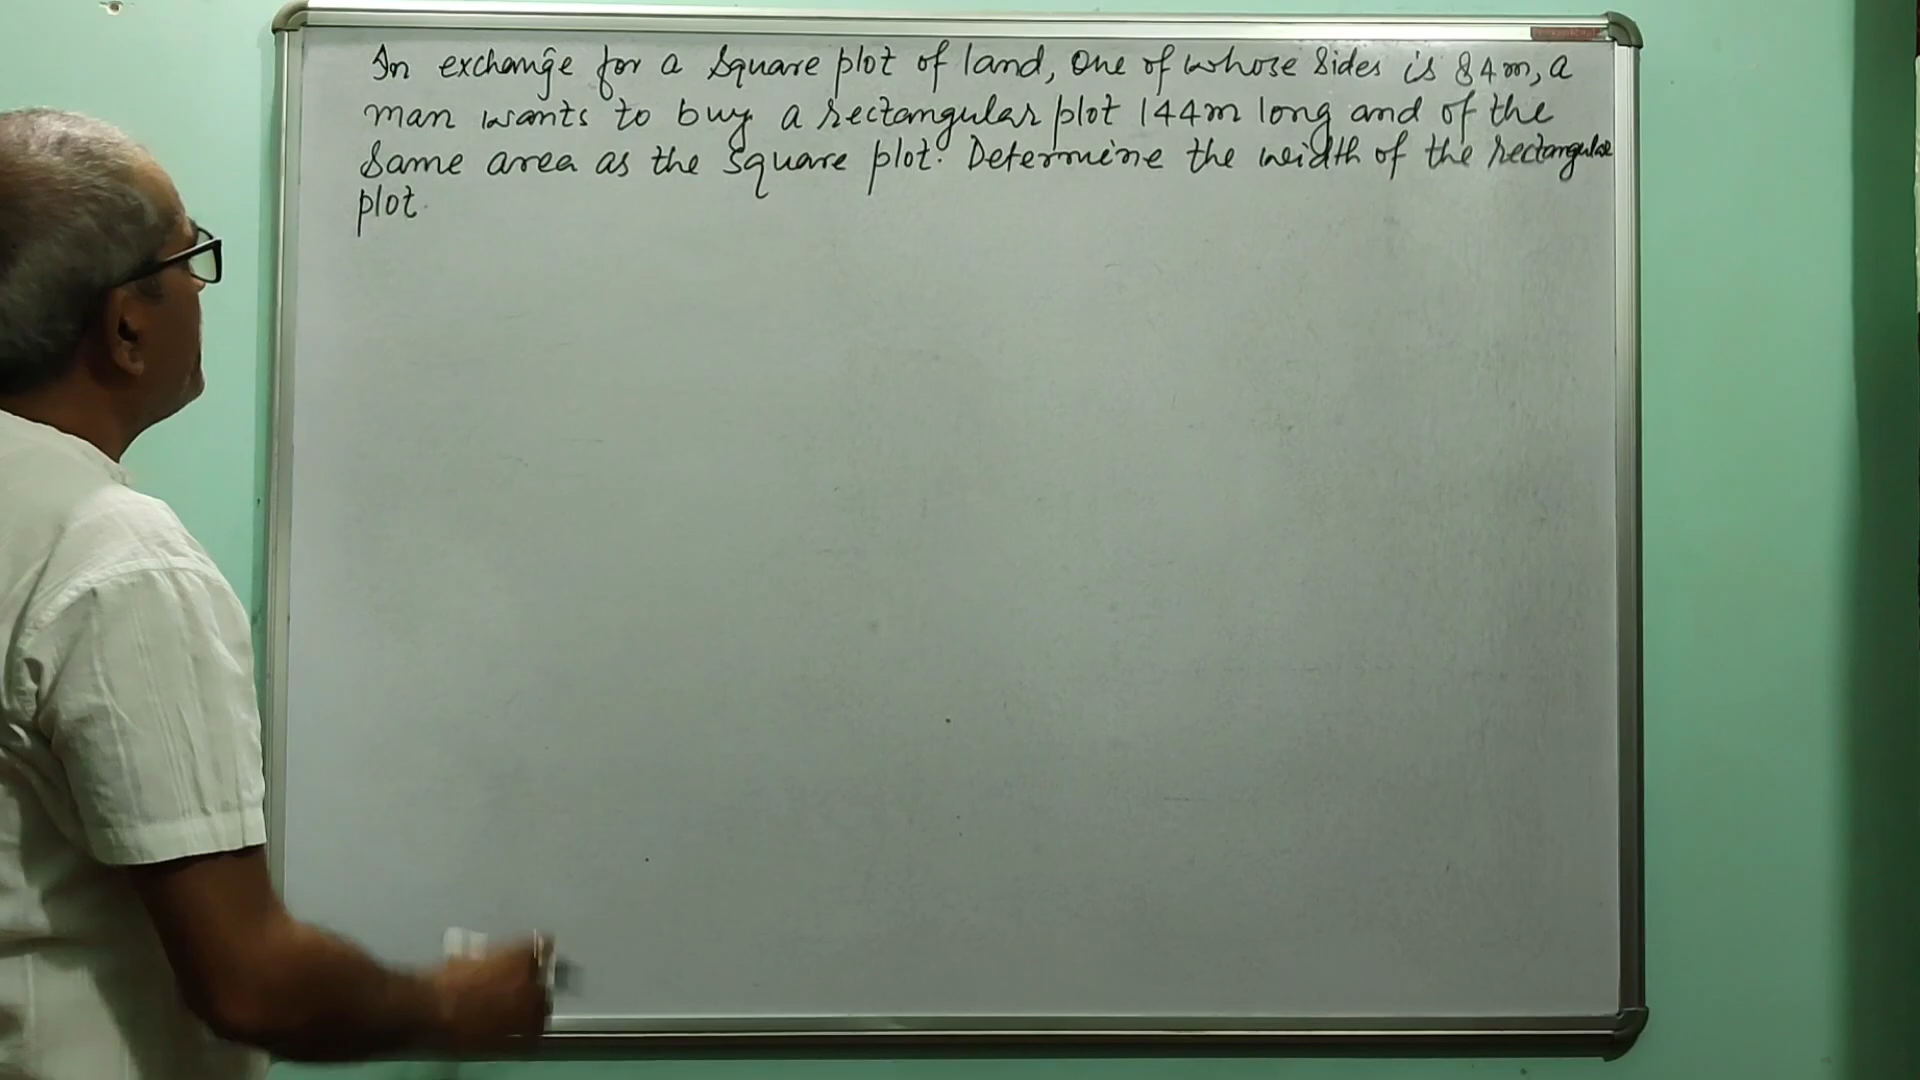 In exchange for a square plot of land, one of whose sides is 84m, a
man wants to buy a rectangular plot 144m long and of the
same area as the square plot. Determine the width of the rectangular
plot.